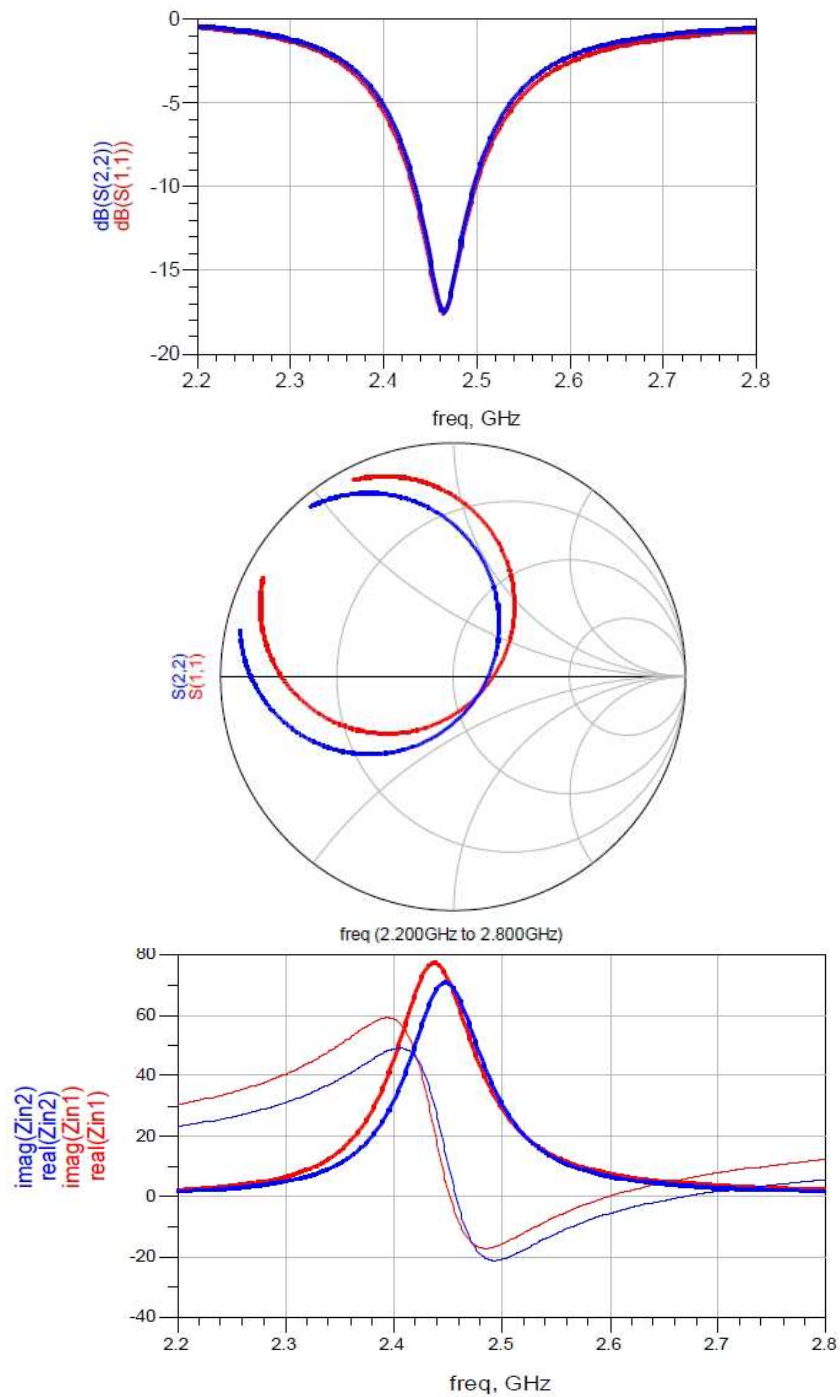 0
-5
-10
-15
-20
dB(S(2,2))
dB(S(1,1))
2.2 2.3 2.4 2.5 2.6 2.7 2.8
freq, GHz
S(2,2)
S(1,1)
freq (2.200GHz to 2.800GHz)
80
60
40
20
0
-20
-40
imag(Zin2)
real(Zin2)
imag(Zin1)
real(Zin1)
2.2 2.3 2.4 2.5 2.6 2.7 2.8
freq, GHz